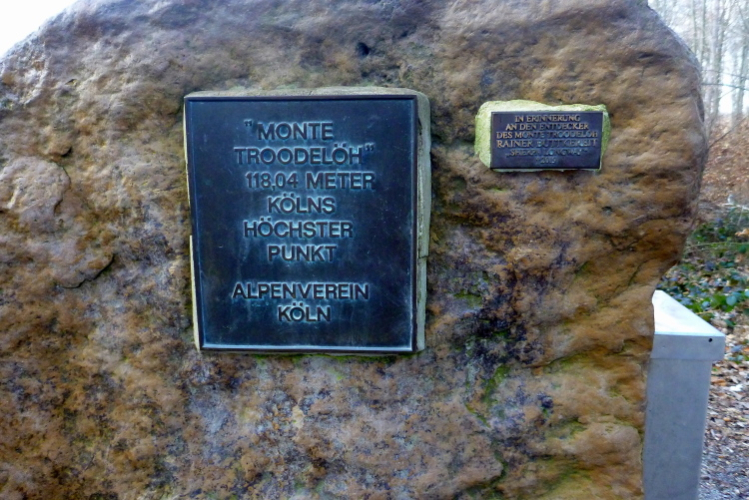 "MONTE
TROODELÖH"
118.04 METER
KÖLNS
HÖCHSTER
PUNKT
ALPENVEREIN
KÖLN
IN ERINNERUNG
AN DEN ENTDECKER
DES MONTE TROODELÖH
RAINER